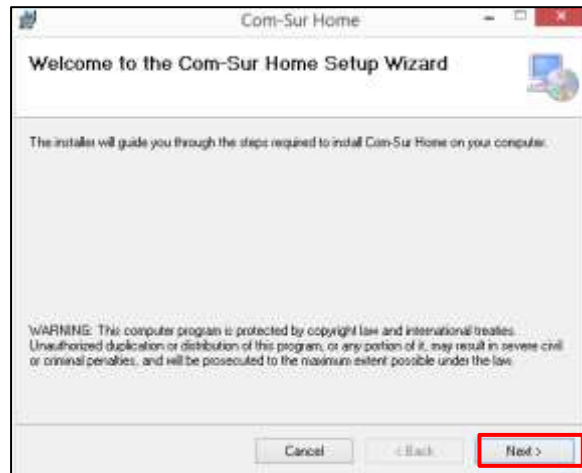 Com-Sur Home
Welcome to the Com-Sur Home Setup Wizard
The installer will guide you through the steps required to install Com-Sur Home on your computer.
WARNING: This computer program is protected by copyright law and international treaties.
Unauthorized duplication or distribution of this program, or any portion of it, may result in severe civil
or criminal penalties, and will be prosecuted to the maximum extent possible under the law.
Cancel < Back Next >